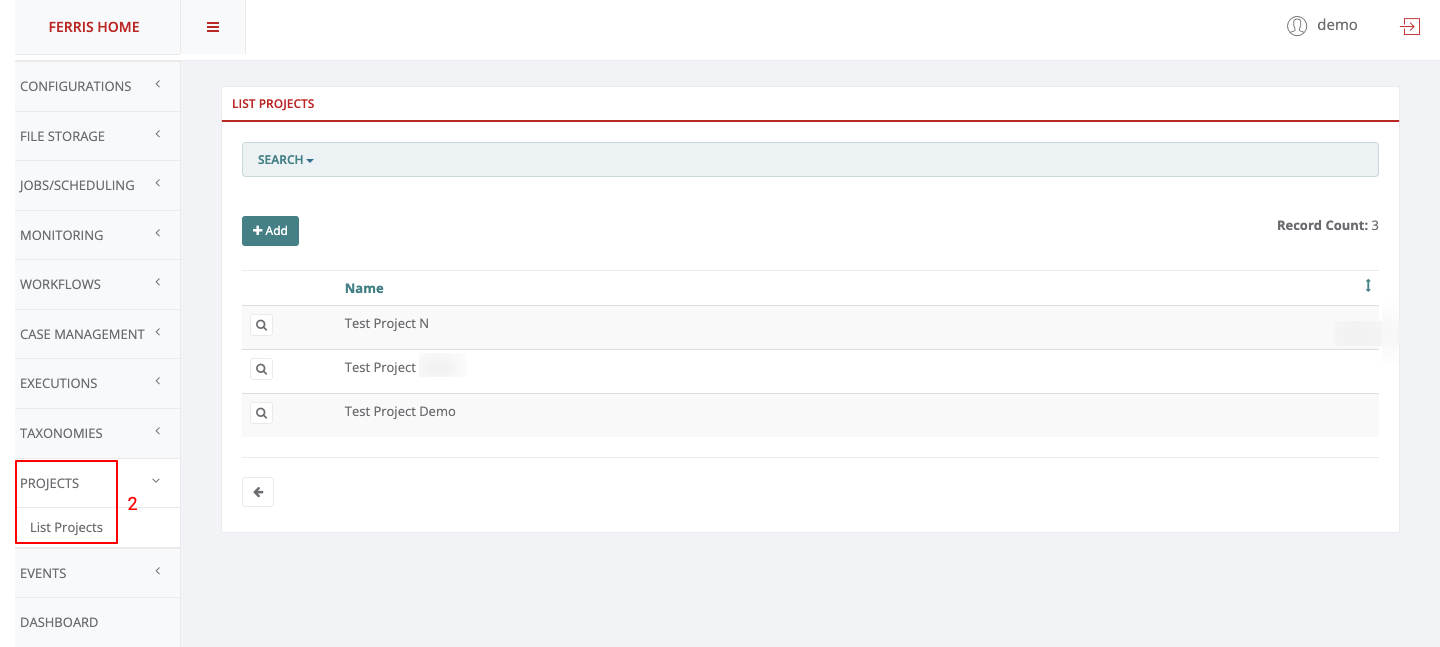 FERRIS HOME
demo
CONFIGURATIONS
FILE STORAGE
JOBS/SCHEDULING
MONITORING
WORKFLOWS
CASE MANAGEMENT
EXECUTIONS
TAXONOMIES
PROJECTS
2
List Projects
EVENTS
DASHBOARD
LIST PROJECTS
SEARCH
Add
Record Count: 3
Name
Test Project N
Test Project
Test Project Demo